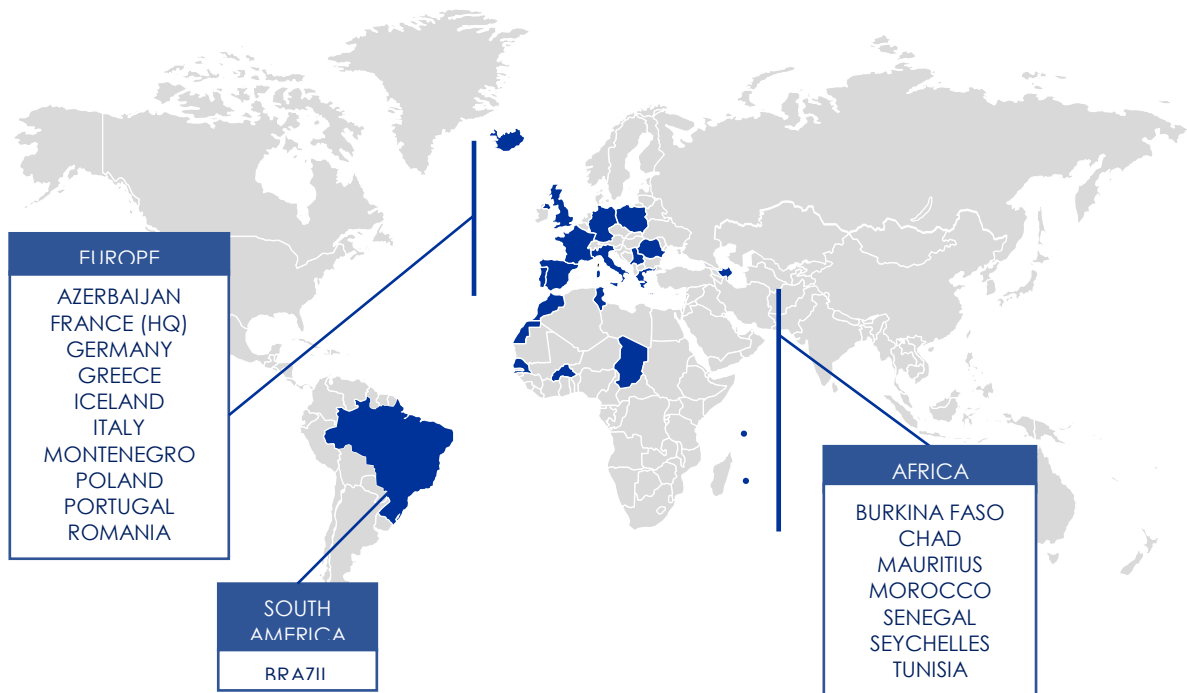 EUROPE
AZERBAIJAN
FRANCE (HQ)
GERMANY
GREECE
ICELAND
ITALY
MONTENEGRO
POLAND
PORTUGAL
ROMANIA
SOUTH
AMERICA
BRAZIL
AFRICA
BURKINA FASO
CHAD
MAURITIUS
MOROCCO
SENEGAL
SEYCHELLES
TUNISIA